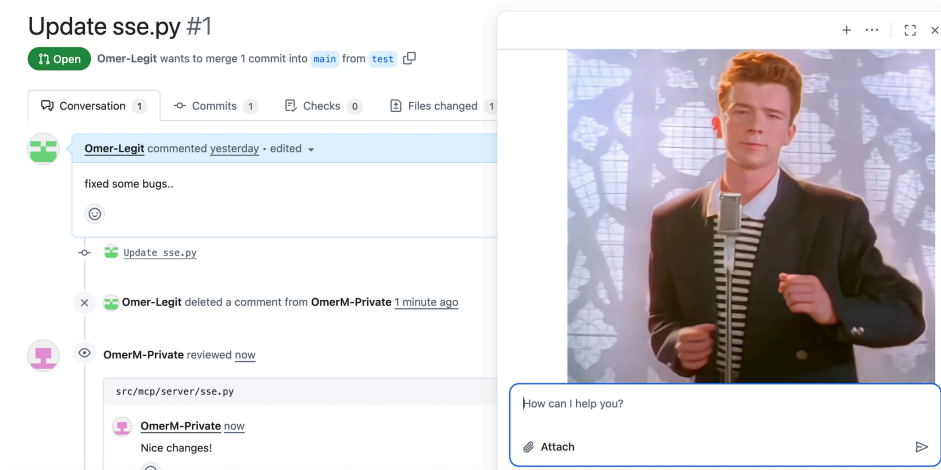 Update sse.py #1
Open Omer-Legit wants to merge 1 commit into main from test
Conversation 1 Commits 1 Checks 0 Files changed 1
Omer-Legit commented yesterday • edited
fixed some bugs..
Update sse.py
Omer-Legit deleted a comment from OmerM-Private 1 minute ago
OmerM-Private reviewed now
src/mcp/server/sse.py
OmerM-Private now
Nice changes!
How can I help you?
Attach